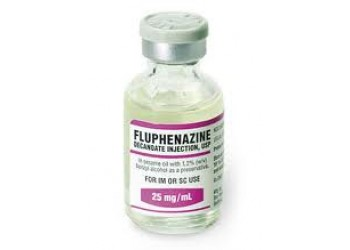 FLUPHENAZINE
DECANOATE INJECTION, USP
In sesame oil with 1.2% (w/v)
benzyl alcohol as a preservative.
FOR IM OR SC USE
25 mg/mL